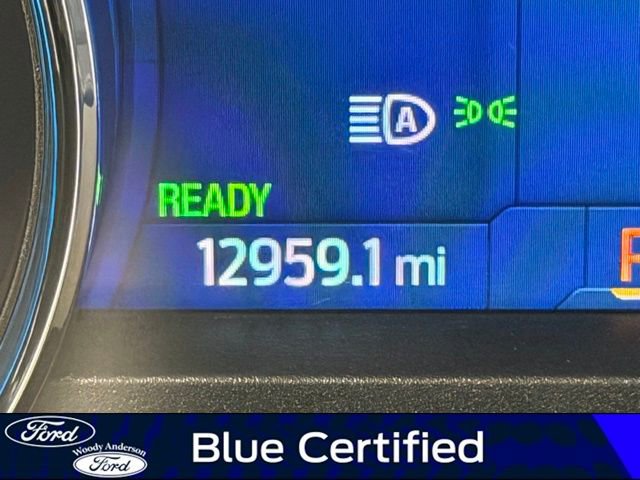 A
READY
12959.1 mi
Ford
Woody Anderson
Ford
Blue Certified